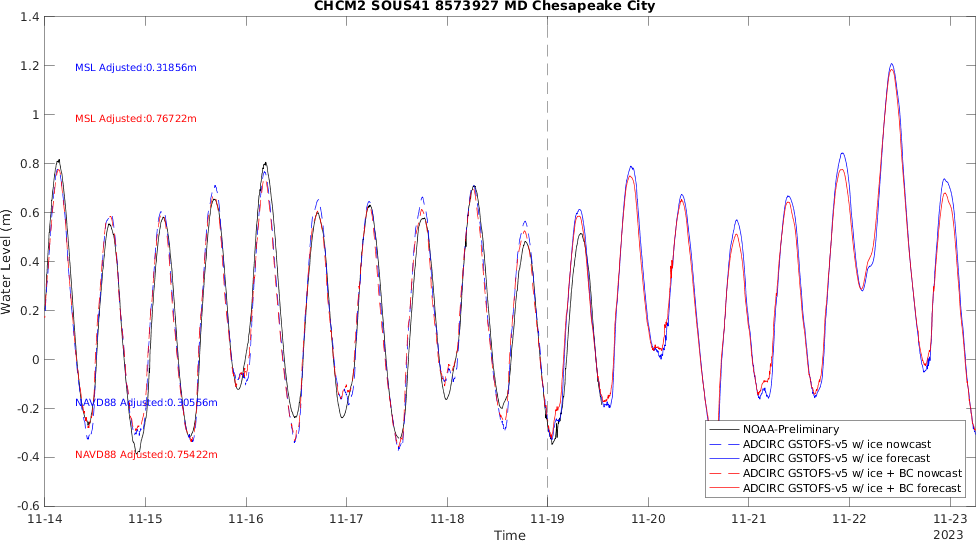 CHCM2 SOUS41 8573927 MD Chesapeake City
1.4
1.2
1
0.8
0.6
0.4
0.2
0
-0.2
-0.4
-0.6
Water Level (m)
MSL Adjusted:0.31856m
MSL Adjusted:0.76722m
NAVD88 Adjusted:0.30556m
NAVD88 Adjusted:0.75422m
NOAA-Preliminary
ADCIRC GSTOFS-v5 w/ ice nowcast
ADCIRC GSTOFS-v5 w/ ice forecast
ADCIRC GSTOFS-v5 w/ ice + BC nowcast
ADCIRC GSTOFS-v5 w/ ice + BC forecast
11-14 11-15 11-16 11-17 11-18 11-19 11-20 11-21 11-22 11-23
Time
2023